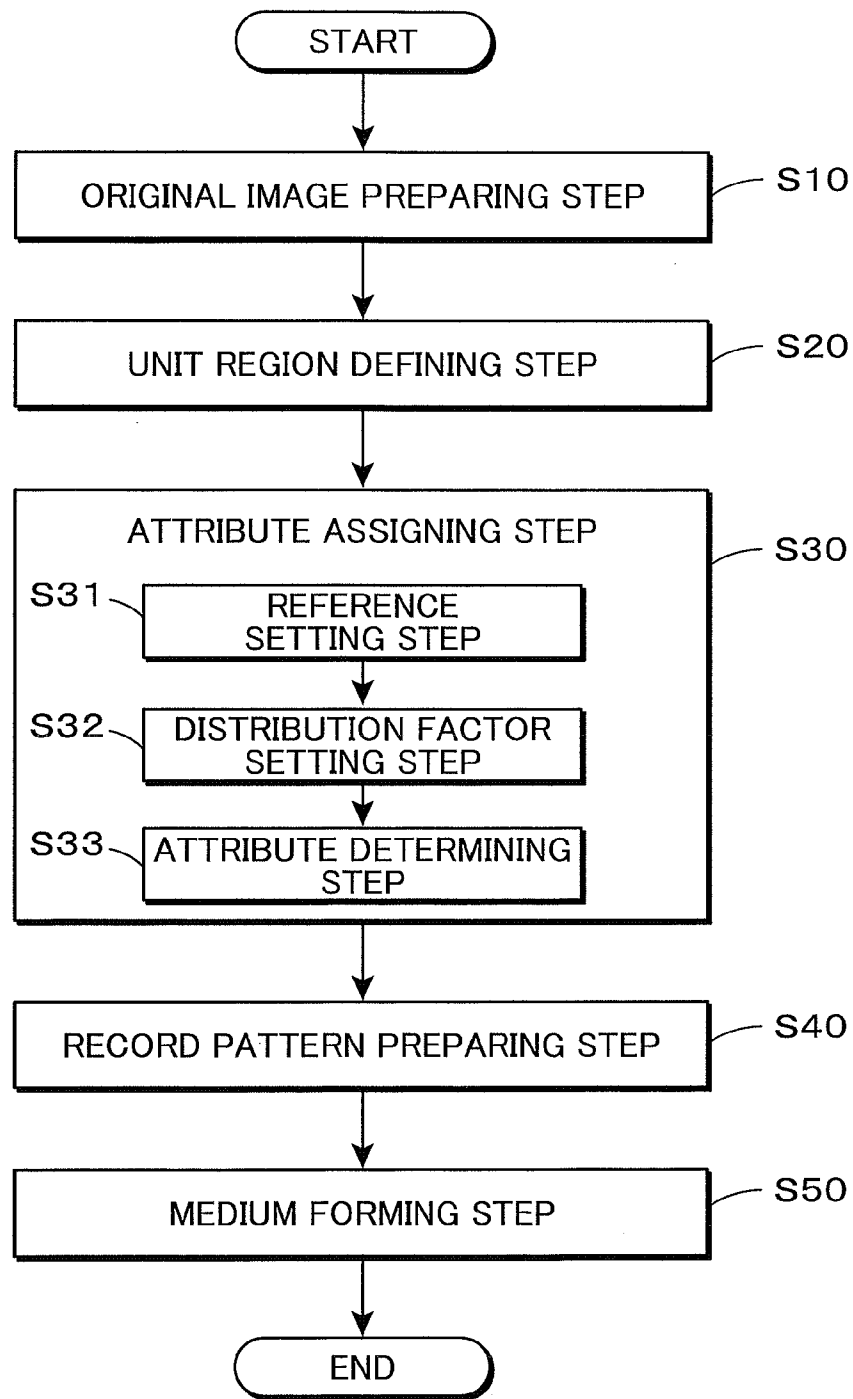 START
ORIGINAL IMAGE PREPARING STEP
S10
UNIT REGION DEFINING STEP
S20
ATTRIBUTE ASSIGNING STEP
S30
S31
REFERENCE
SETTING STEP
S32
DISTRIBUTION FACTOR
SETTING STEP
S33
ATTRIBUTE DETERMINING
STEP
RECORD PATTERN PREPARING STEP
S40
MEDIUM FORMING STEP
S50
END